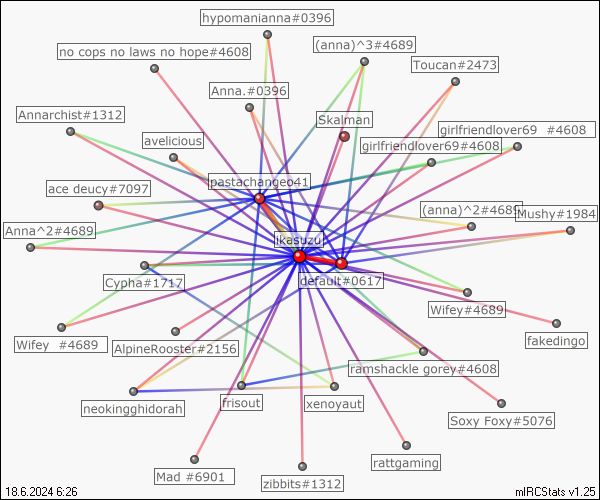 hypomanianna#0396
no cops no laws no hope#4608
(anna)^3#4689
Toucan#2473
Anna.#0396
Annarchist#1312
Skalman
girlfriendlover69 #4608
avelicious
girlfriendlover69#4608
pastachangeo41
ace deucy#7097
(anna)^2#4689
Mushy#1984
Anna^2#4689
ikasuzu
Cypha#1717
default#0617
Wifey#4689
fakedingo
Wifey #4689
AlpineRooster#2156
ramshackle gorey#4608
neokingghidorah
frisout
xenoyaut
Soxy Foxy#5076
Mad #6901
zibbits#1312
rattgaming
18.6.2024 6:26
mIRCStats v1.25